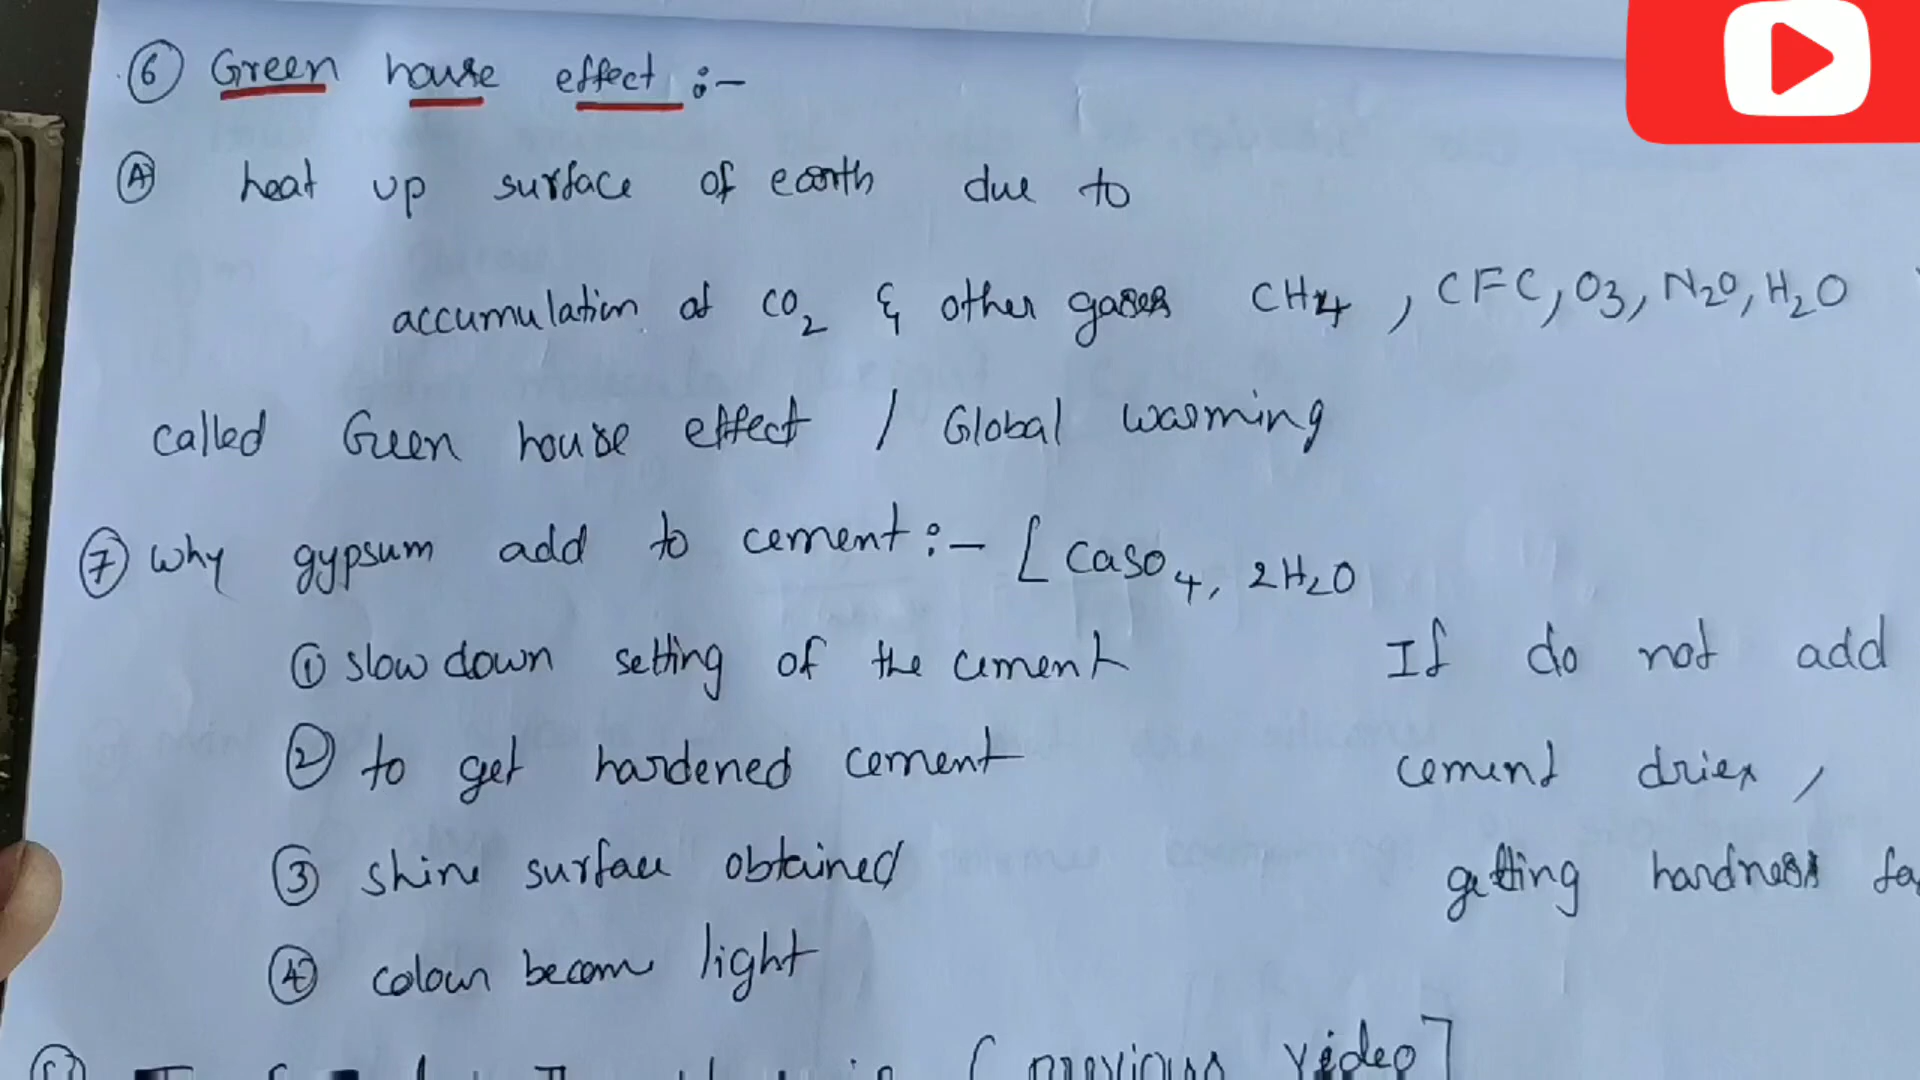 6 Green house effect :-
A heat up surface of earth due to
accumulation of CO2 & other gases CH4, CFC, O3, N2O, H2O
called Green house effect / Global warming
7 Why gypsum add to cement :- [CaSO4, 2H2O
1 slow down setting of the cement
If do not add
2 to get hardened cement
cement dries,
3 shine surface obtained
getting hardness
4 colour become light
(previous video]